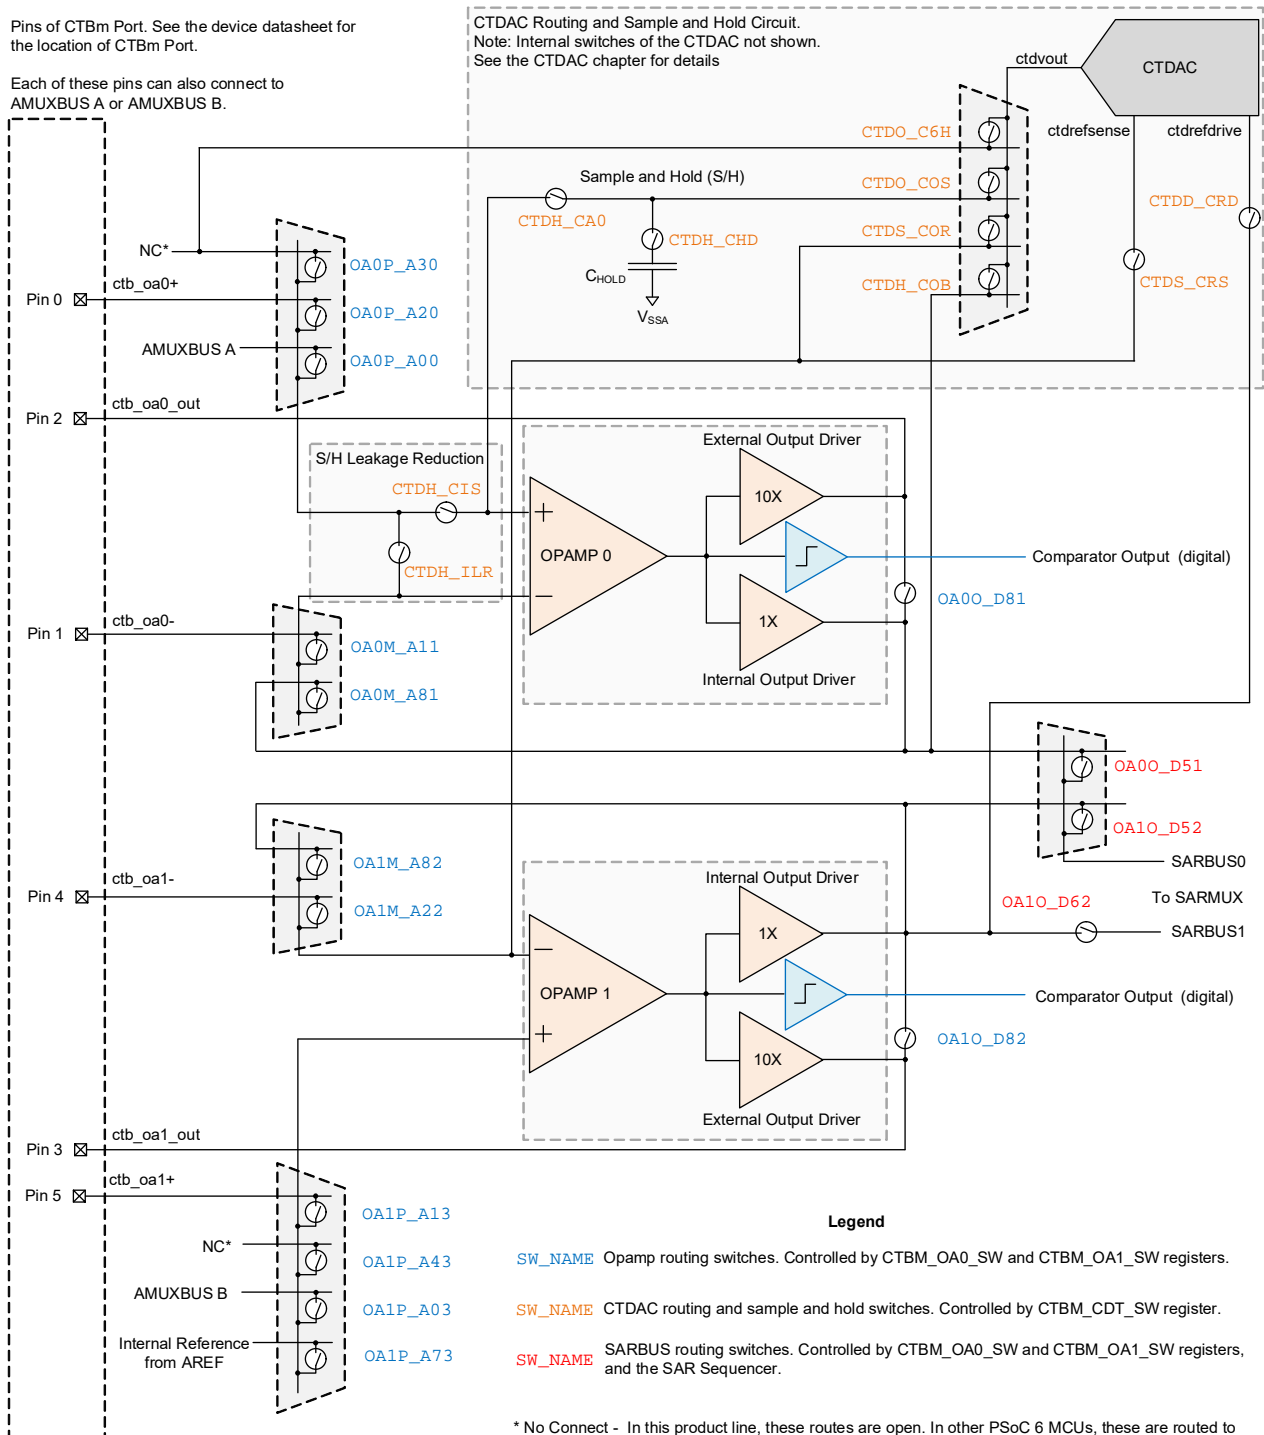 Pins of CTBm Port. See the device datasheet for
the location of CTBm Port.
Each of these pins can also connect to
AMUXBUS A or AMUXBUS B.
CTDAC Routing and Sample and Hold Circuit.
Note: Internal switches of the CTDAC not shown.
See the CTDAC chapter for details
ctdvout
CTDAC
ctdrefsense
ctdrefdrive
CTDO_C6H
Sample and Hold (S/H)
CTDO_COS
CTDH_CA0
CTDD_CRD
CTDS_COR
CTDH_CHD
NC*
OA0P_A30
CHOLD
CTDH_COB
CTDS_CRS
Pin 0
ctb_oa0+
OA0P_A20
VSSA
AMUXBUS A
OA0P_A00
Pin 2
ctb_oa0_out
External Output Driver
S/H Leakage Reduction
CTDH_CIS
10X
OPAMP 0
Comparator Output (digital)
CTDH_ILR
OA0O_D81
Pin 1
ctb_oa0-
1X
OA0M_A11
Internal Output Driver
OA0M_A81
OA0O_D51
OA1O_D52
OA1M_A82
SARBUS0
Pin 4
ctb_oa1-
Internal Output Driver
OA1O_D62
To SARMUX
OA1M_A22
1X
SARBUS1
OPAMP 1
Comparator Output (digital)
OA1O_D82
10X
External Output Driver
Pin 3
ctb_oa1_out
Pin 5
ctb_oa1+
OA1P_A13
Legend
NC*
OA1P_A43
SW_NAME Opamp routing switches. Controlled by CTBM_OA0_SW and CTBM_OA1_SW registers.
AMUXBUS B
OA1P_A03
SW_NAME CTDAC routing and sample and hold switches. Controlled by CTBM_CDT_SW register.
Internal Reference
from AREF
OA1P_A73
SW_NAME SARBUS routing switches. Controlled by CTBM_OA0_SW and CTBM_OA1_SW registers,
and the SAR Sequencer.
* No Connect - In this product line, these routes are open. In other PSoC 6 MCUs, these are routed to